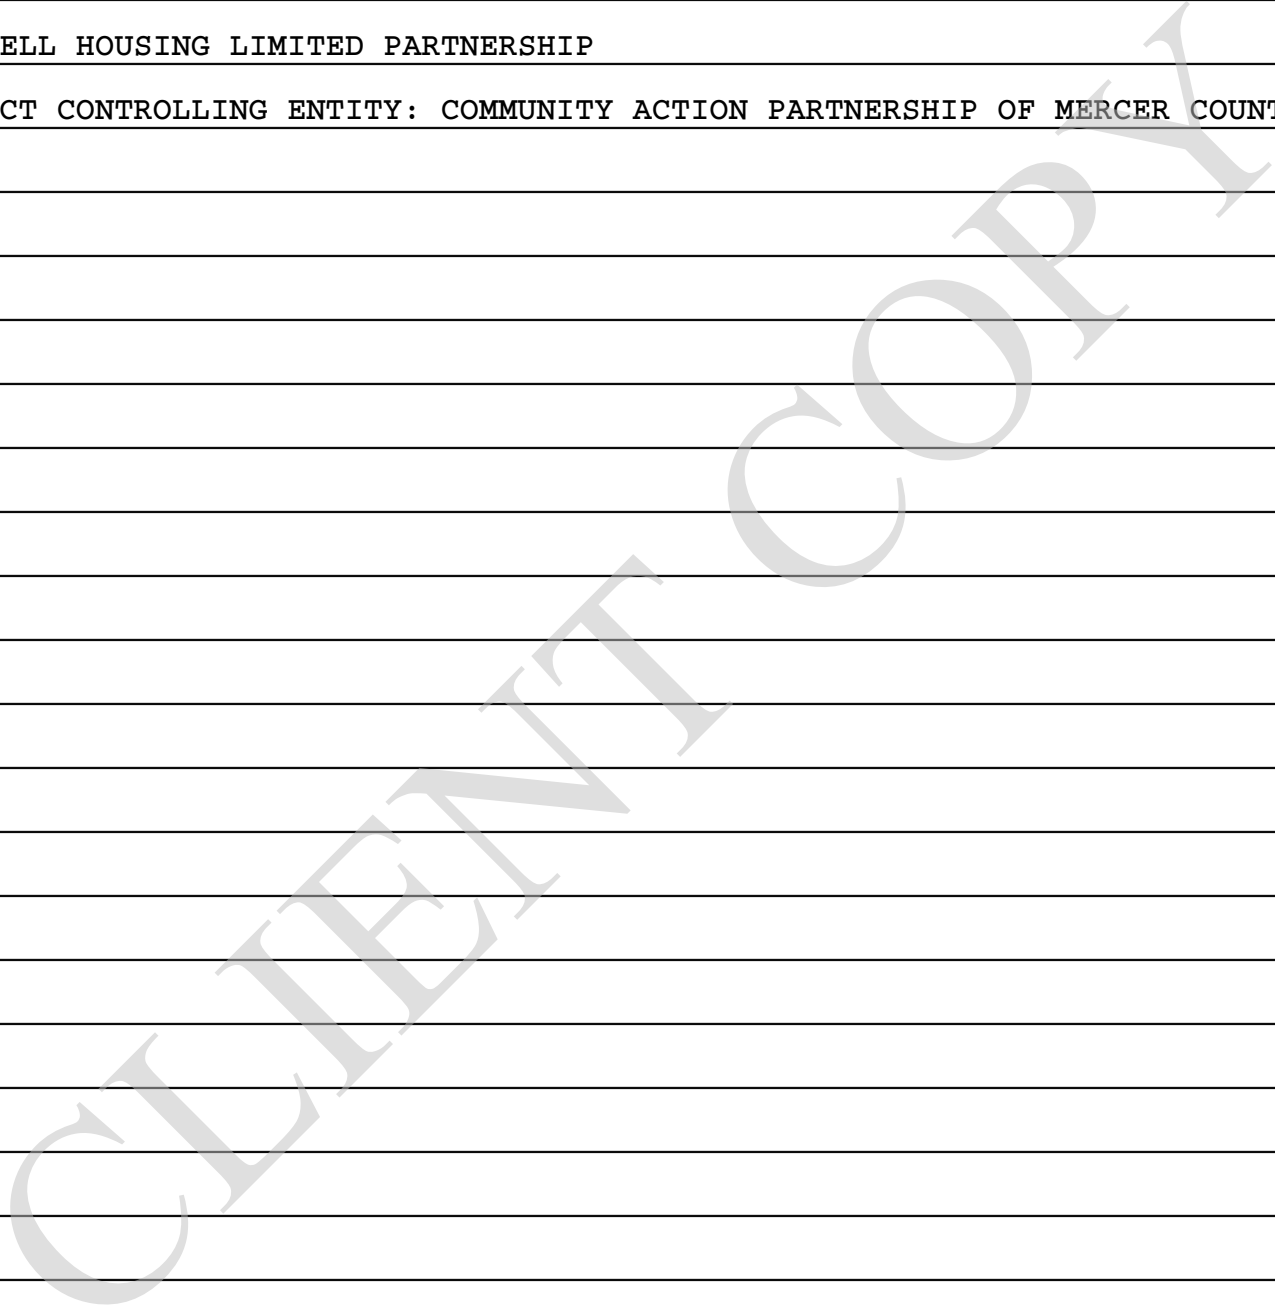 ELL HOUSING LIMITED PARTNERSHIP
CT CONTROLLING ENTITY: COMMUNITY ACTION PARTNERSHIP OF MERCER COUNT
CLIENT COPY